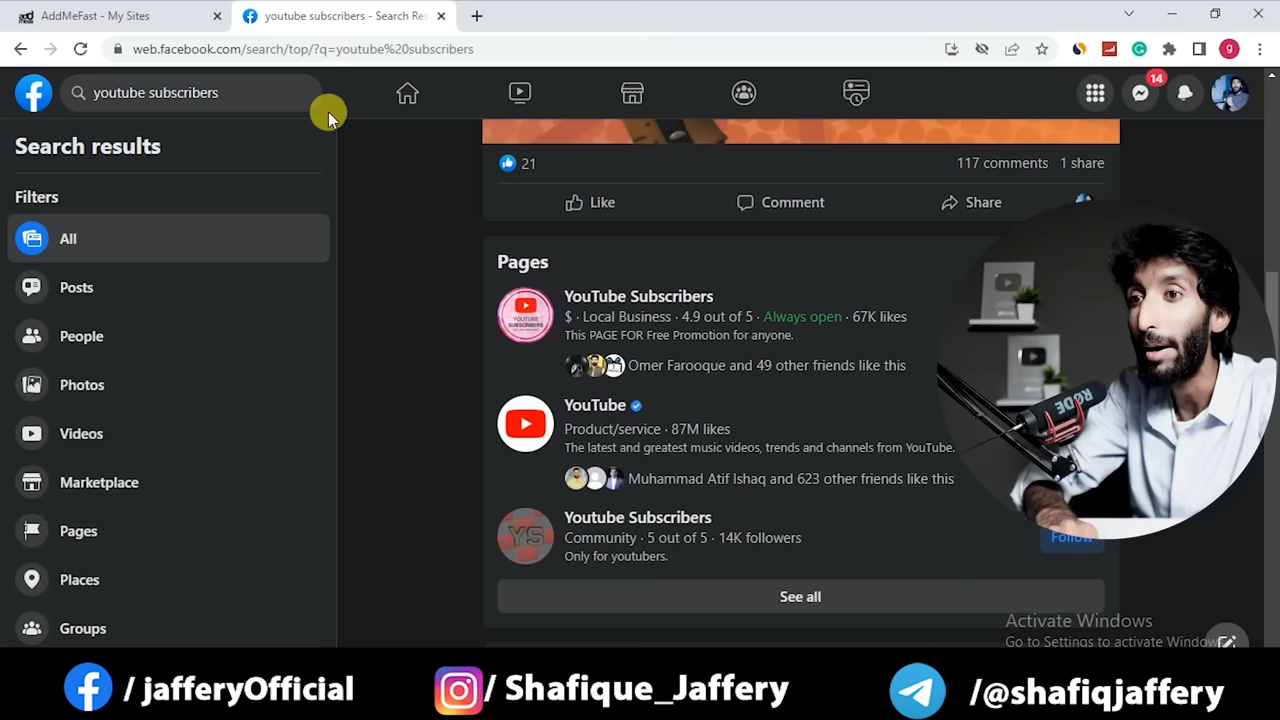 AddMeFast - My Sites
youtube subscribers - Search Res
web.facebook.com/search/top/?q=youtube%20subscribers
g
youtube subscribers
14
Search results
Filters
All
Posts
People
Photos
Videos
Marketplace
Pages
Places
Groups
21
117 comments 1 share
Like
Comment
Share
Pages
YouTube Subscribers
$ · Local Business · 4.9 out of 5 · Always open · 67K likes
This PAGE FOR Free Promotion for anyone.
Omer Farooque and 49 other friends like this
YouTube
Product/service · 87M likes
The latest and greatest music videos, trends and channels from YouTube.
Muhammad Atif Ishaq and 623 other friends like this
YS
Youtube Subscribers
Community · 5 out of 5 · 14K followers
Only for youtubers.
Follow
See all
RØDE
YOUTUBE
SUBSCRIBERS
Activate Windows
Go to Settings to activate Windows
/ jafferyOfficial
/ Shafique_Jaffery
/@shafiqjaffery